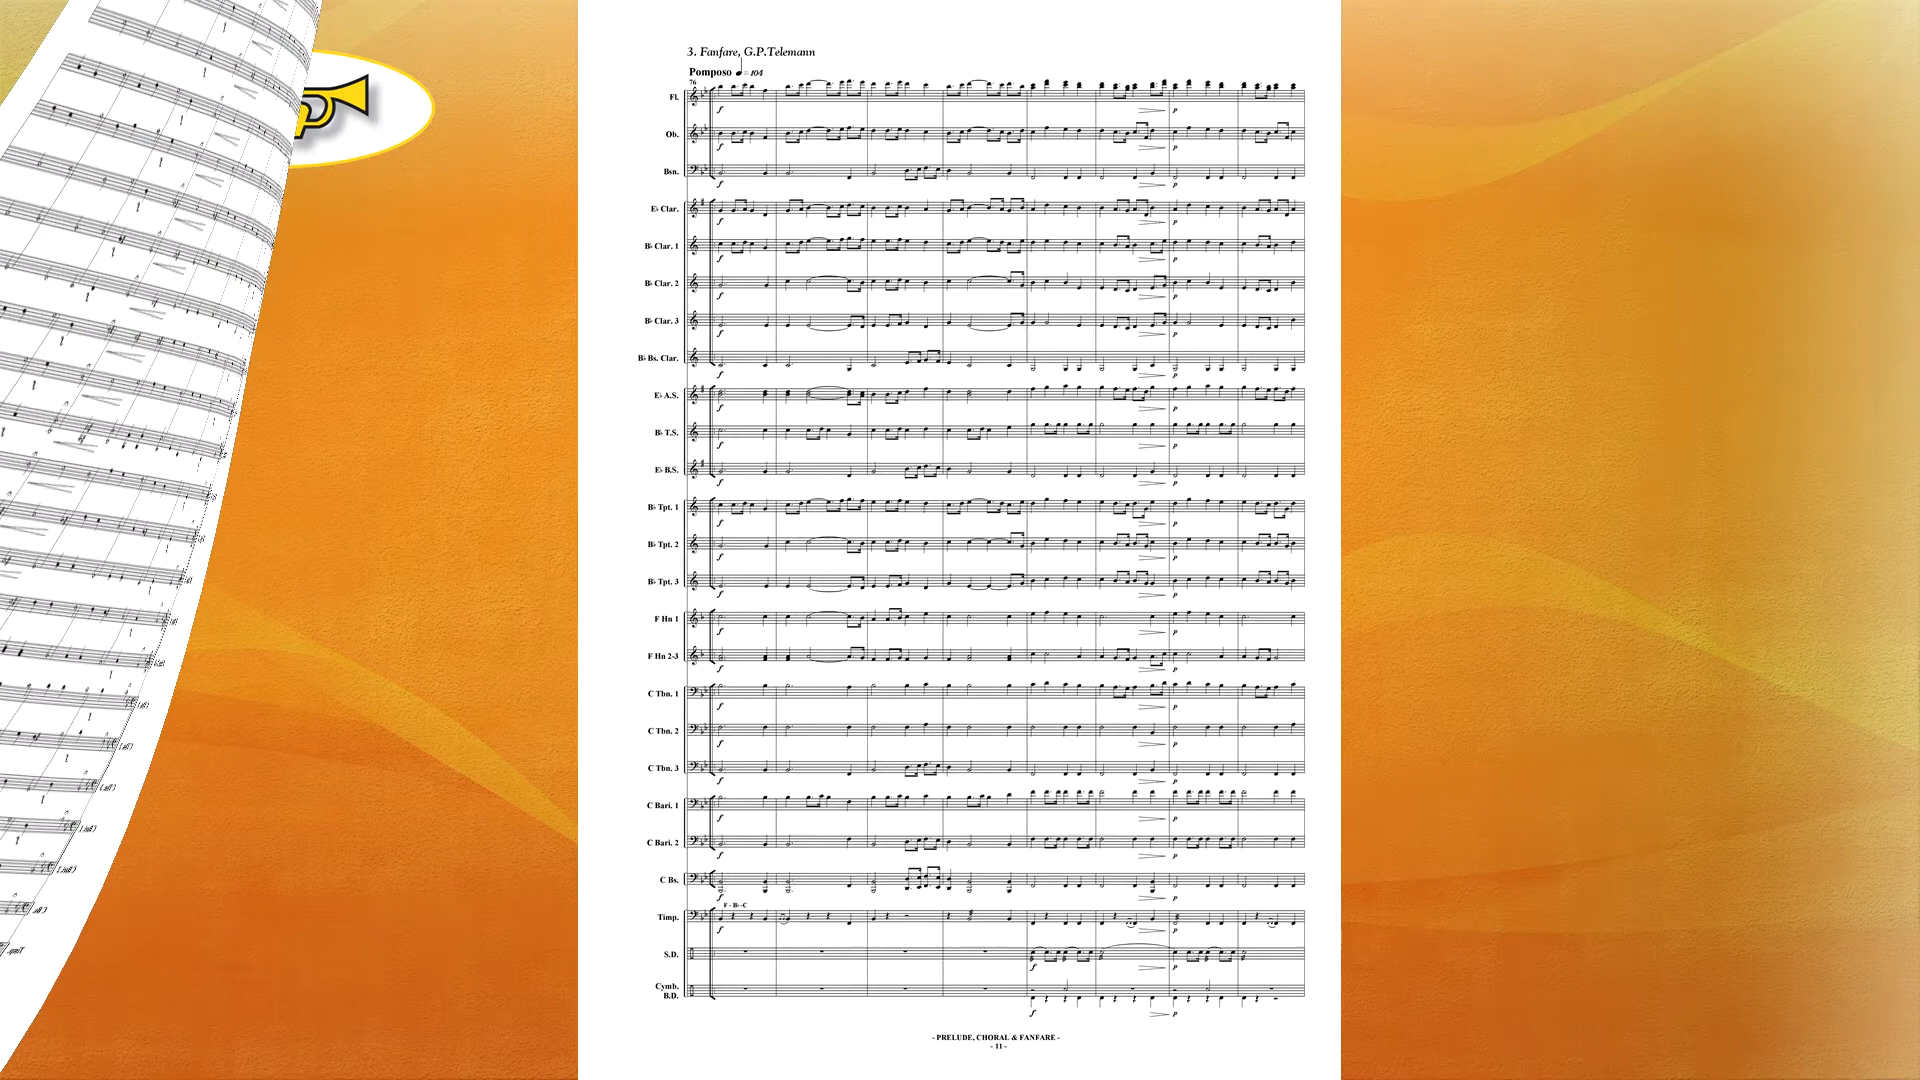 3. Fanfare, G.P.Telemann
Pomposo ♩ = 104
76
Fl.
f
p
Ob.
f
p
Bsn.
f
p
E♭ Clar.
f
p
B♭ Clar. 1
f
p
B♭ Clar. 2
f
p
B♭ Clar. 3
f
p
B♭ Bs. Clar.
f
p
E♭ A.S.
f
p
B♭ T.S.
f
p
E♭ B.S.
f
p
B♭ Tpt. 1
f
p
B♭ Tpt. 2
f
p
B♭ Tpt. 3
f
p
F Hn 1
f
p
F Hn 2-3
f
p
C Tbn. 1
f
p
C Tbn. 2
f
p
C Tbn. 3
f
p
C Bari. 1
f
p
C Bari. 2
f
p
C Bs.
f
p
F - B♭ -C
Timp.
f
p
S.D.
f
p
Cymb.
B.D.
f
p
- PRELUDE, CHORAL & FANFARE -
- 11 -